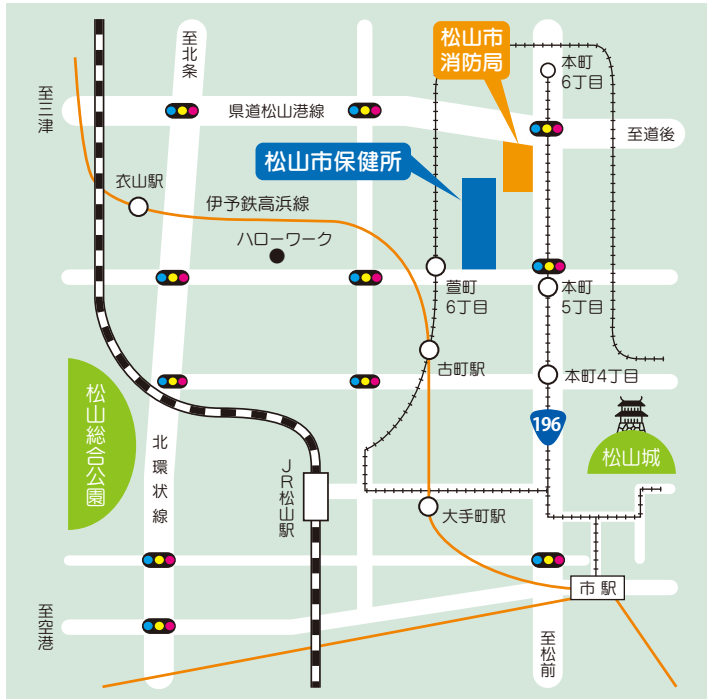 至北条
松山市
消防局
本町
6丁目
至三津
県道松山港線
至道後
松山市保健所
衣山駅
伊予鉄高浜線
ハローワーク
萱町
6丁目
本町
5丁目
古町駅
本町4丁目
松山総合公園
196
松山城
北環状線
JR松山駅
大手町駅
市駅
至空港
至松前